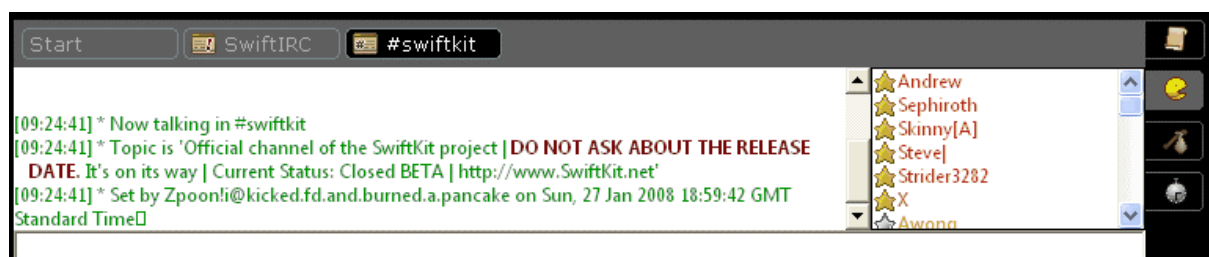 Start SwiftIRC #swiftkit
[09:24:41] * Now talking in #swiftkit
[09:24:41] * Topic is 'Official channel of the SwiftKit project | DO NOT ASK ABOUT THE RELEASE
DATE. It's on its way | Current Status: Closed BETA | http://www.SwiftKit.net'
[09:24:41] * Set by Zpoon!i@kicked.fd.and.burned.a.pancake on Sun, 27 Jan 2008 18:59:42 GMT
Standard Time
Andrew
Sephiroth
Skinny[A]
Steve|
Strider3282
X
Awong